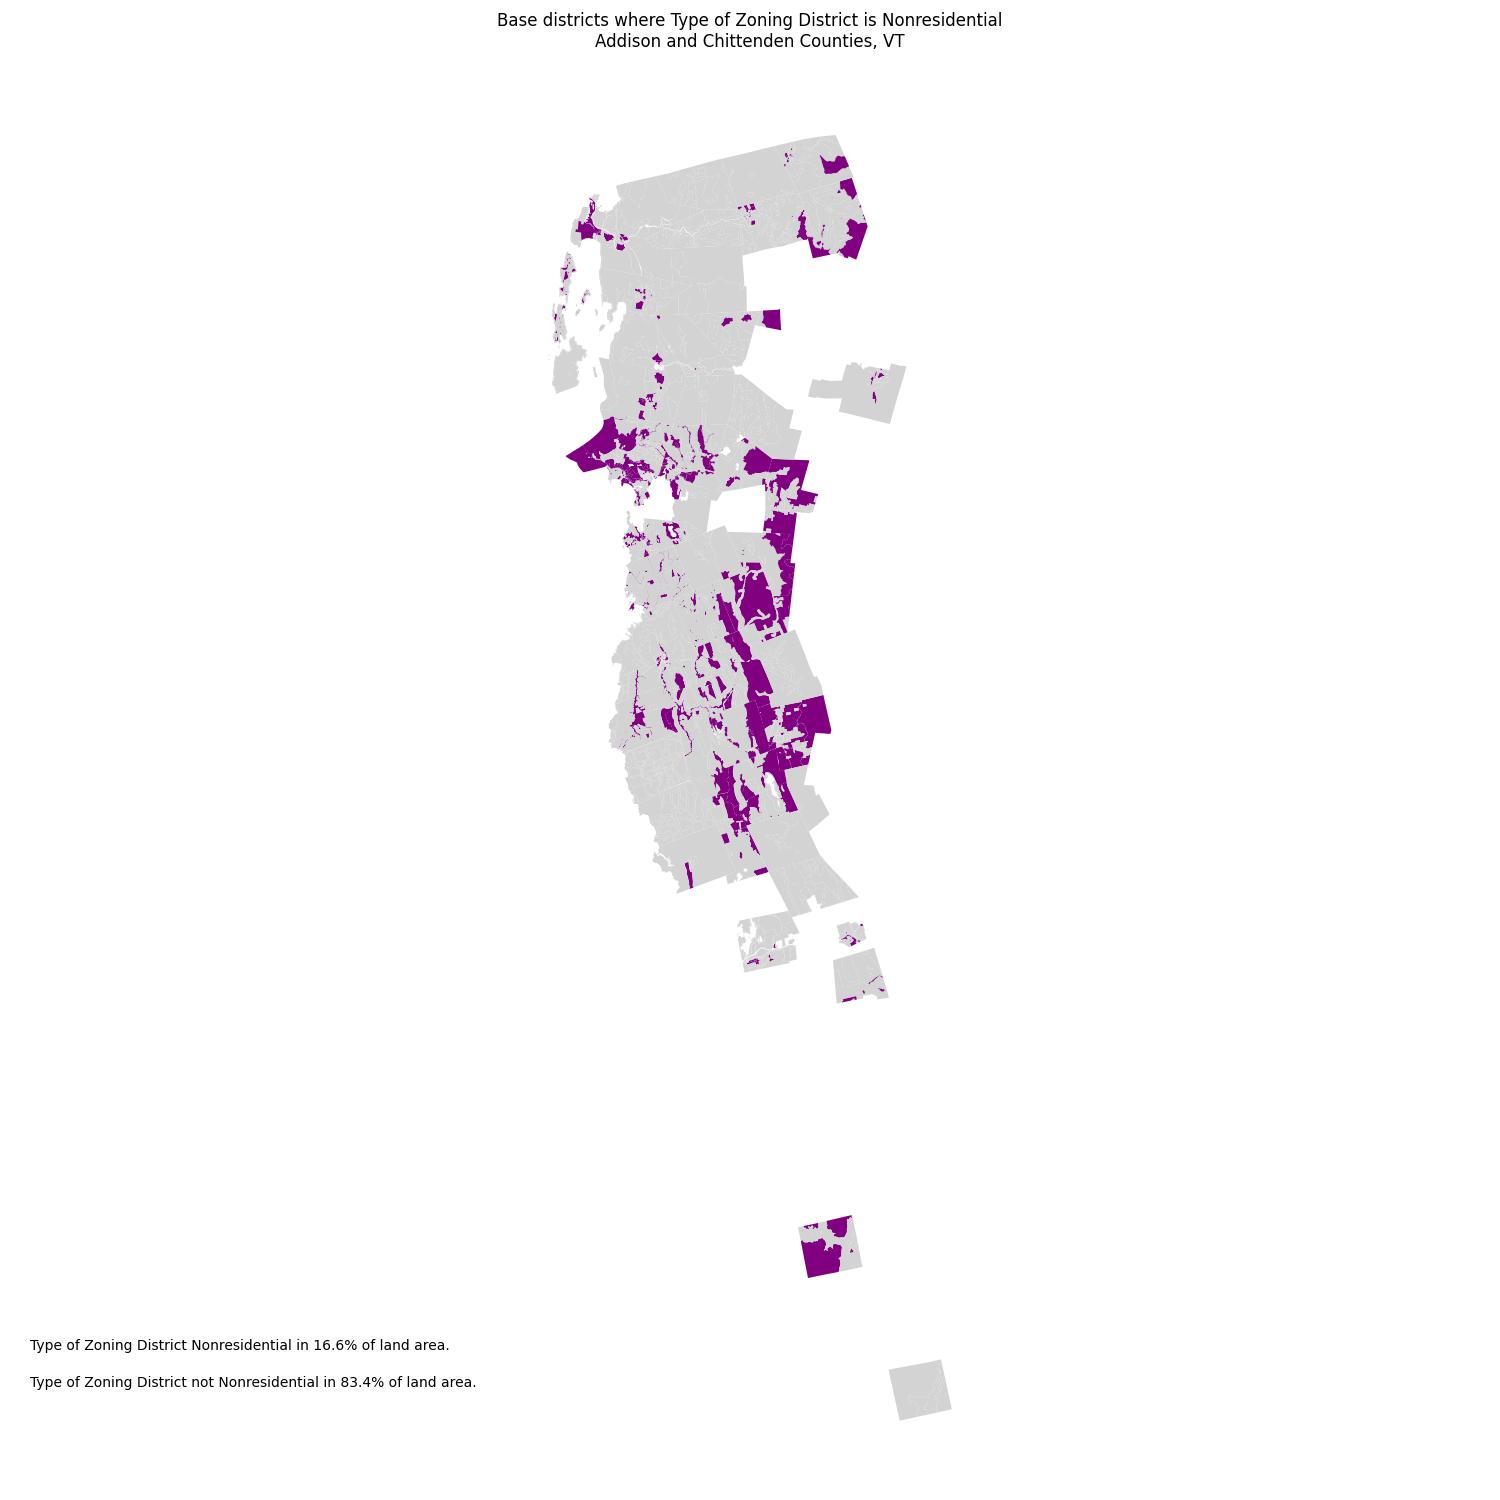 Base districts where Type of Zoning District is Nonresidential
Addison and Chittenden Counties, VT
Type of Zoning District Nonresidential in 16.6% of land area.
Type of Zoning District not Nonresidential in 83.4% of land area.